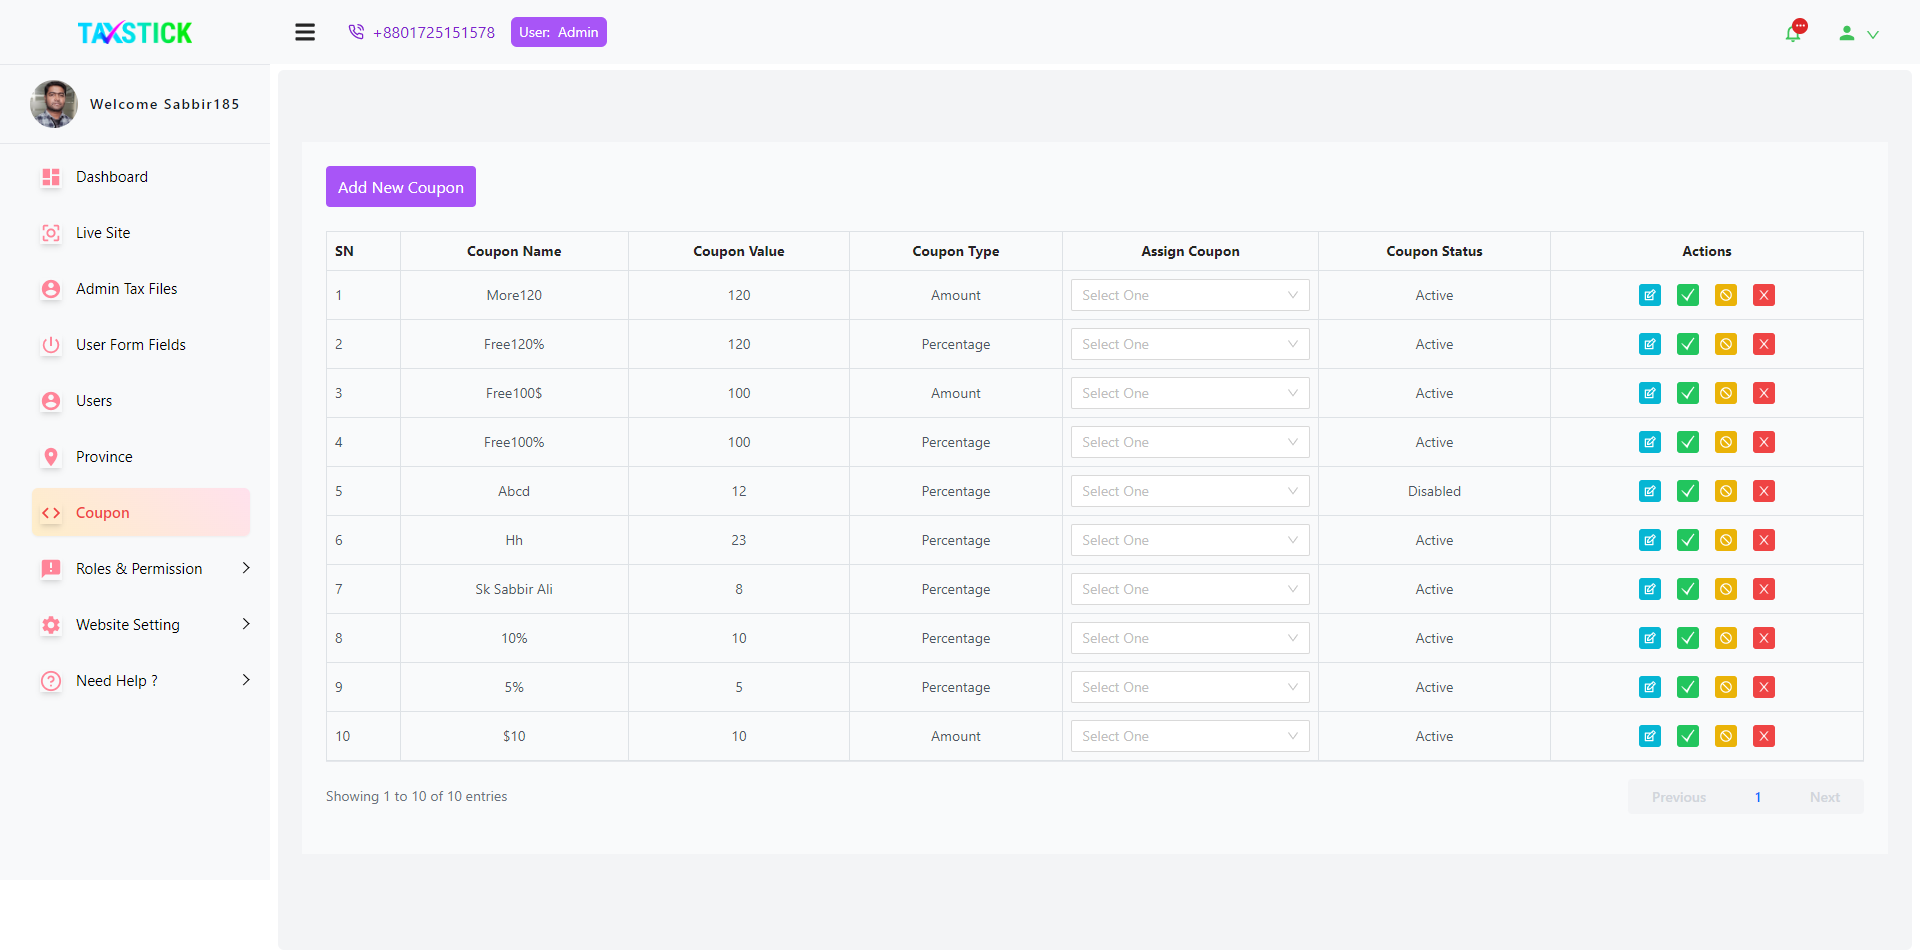 TAXSTICK
+8801725151578
User: Admin
Welcome Sabbir185
Dashboard
Live Site
Admin Tax Files
User Form Fields
Users
Province
Coupon
Roles & Permission
Website Setting
Need Help ?
Add New Coupon
SN Coupon Name Coupon Value Coupon Type Assign Coupon Coupon Status Actions
1 More120 120 Amount Select One Active
2 Free120% 120 Percentage Select One Active
3 Free100$ 100 Amount Select One Active
4 Free100% 100 Percentage Select One Active
5 Abcd 12 Percentage Select One Disabled
6 Hh 23 Percentage Select One Active
7 Sk Sabbir Ali 8 Percentage Select One Active
8 10% 10 Percentage Select One Active
9 5% 5 Percentage Select One Active
10 $10 10 Amount Select One Active
Showing 1 to 10 of 10 entries
Previous 1 Next